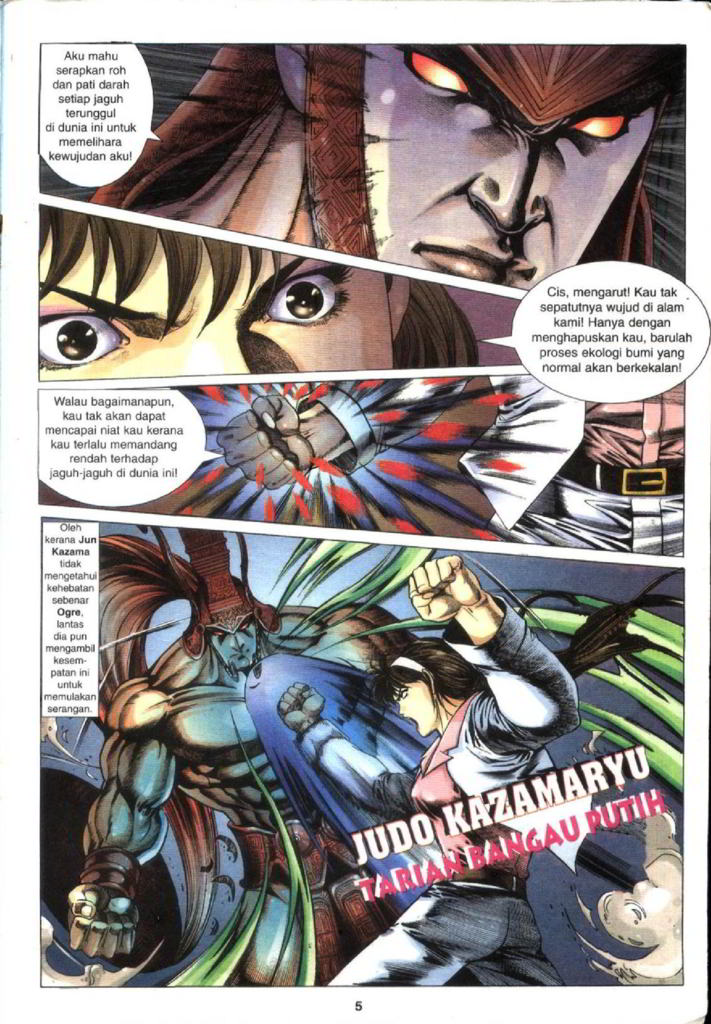 Aku mahu
serapkan roh
dan pati darah
setiap jaguh
terunggul
di dunia ini untuk
memelihara
kewujudan aku!
Cis, mengarut! Kau tak
sepatutnya wujud di alam
kami! Hanya dengan
menghapuskan kau, barulah
proses ekologi bumi yang
normal akan berkekalan!
Walau bagaimanapun,
kau tak akan dapat
mencapai niat kau kerana
kau terlalu memandang
rendah terhadap
jaguh-jaguh di dunia ini!
Oleh
kerana Jun
Kazama
tidak
mengetahui
kehebatan
sebenar
Ogre,
lantas
dia pun
mengambil
kesem-
patan ini
untuk
memulakan
serangan.
JUDO KAZAMARYU
TARIAN BANGAU PUTIH
5